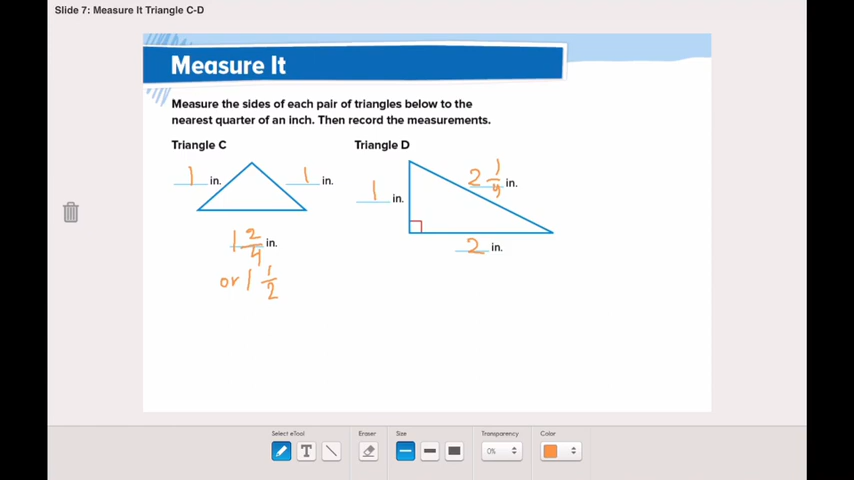 Slide 7: Measure It Triangle C-D
Measure It
Measure the sides of each pair of triangles below to the
nearest quarter of an inch. Then record the measurements.
Triangle C
Triangle D
1 in.
1 in.
1 2/4 in.
or 1 1/2
1 in.
2 1/4 in.
2 in.
Select eTool
Eraser
Size
Transparency
Color
T
0%